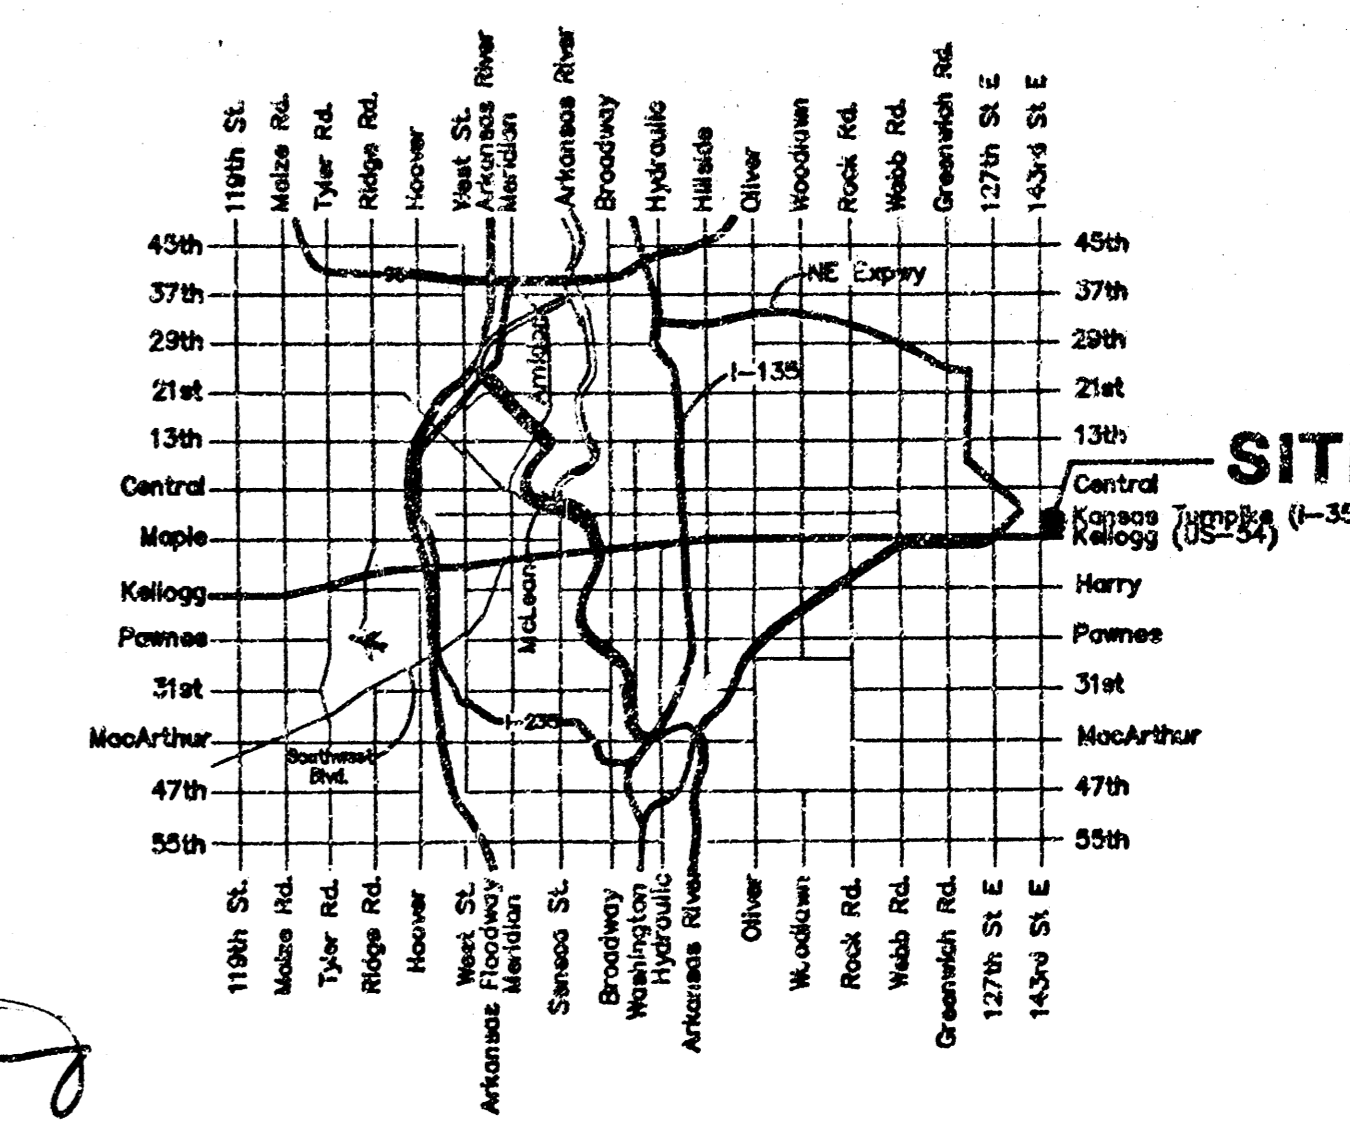 119th St.
Maize Rd.
Tyler Rd.
Ridge Rd.
Hoover
West St.
Arkansas River
Meridian
Arkansas River
Broadway
Hydraulic
Hillside
Oliver
Woodlawn
Rock Rd.
Webb Rd.
Greenwich Rd.
127th St E
143rd St E
45th
45th
96
NE Expwy
37th
37th
29th
29th
Amidon
I-135
21st
21st
13th
13th
SIT
Central
Central
Kansas Turnpike (I-35
Maple
Kellogg (US-54)
Kellogg
Harry
McLean
Pawnee
Pawnee
31st
31st
I-235
MacArthur
MacArthur
Southwest
Blvd.
47th
47th
55th
55th
119th St.
Maize Rd.
Tyler Rd.
Ridge Rd.
Hoover
West St.
Arkansas Floodway
Meridian
Seneca St.
Broadway
Washington
Hydraulic
Arkansas River
Oliver
Woodlawn
Rock Rd.
Webb Rd.
Greenwich Rd.
127th St E
143rd St E